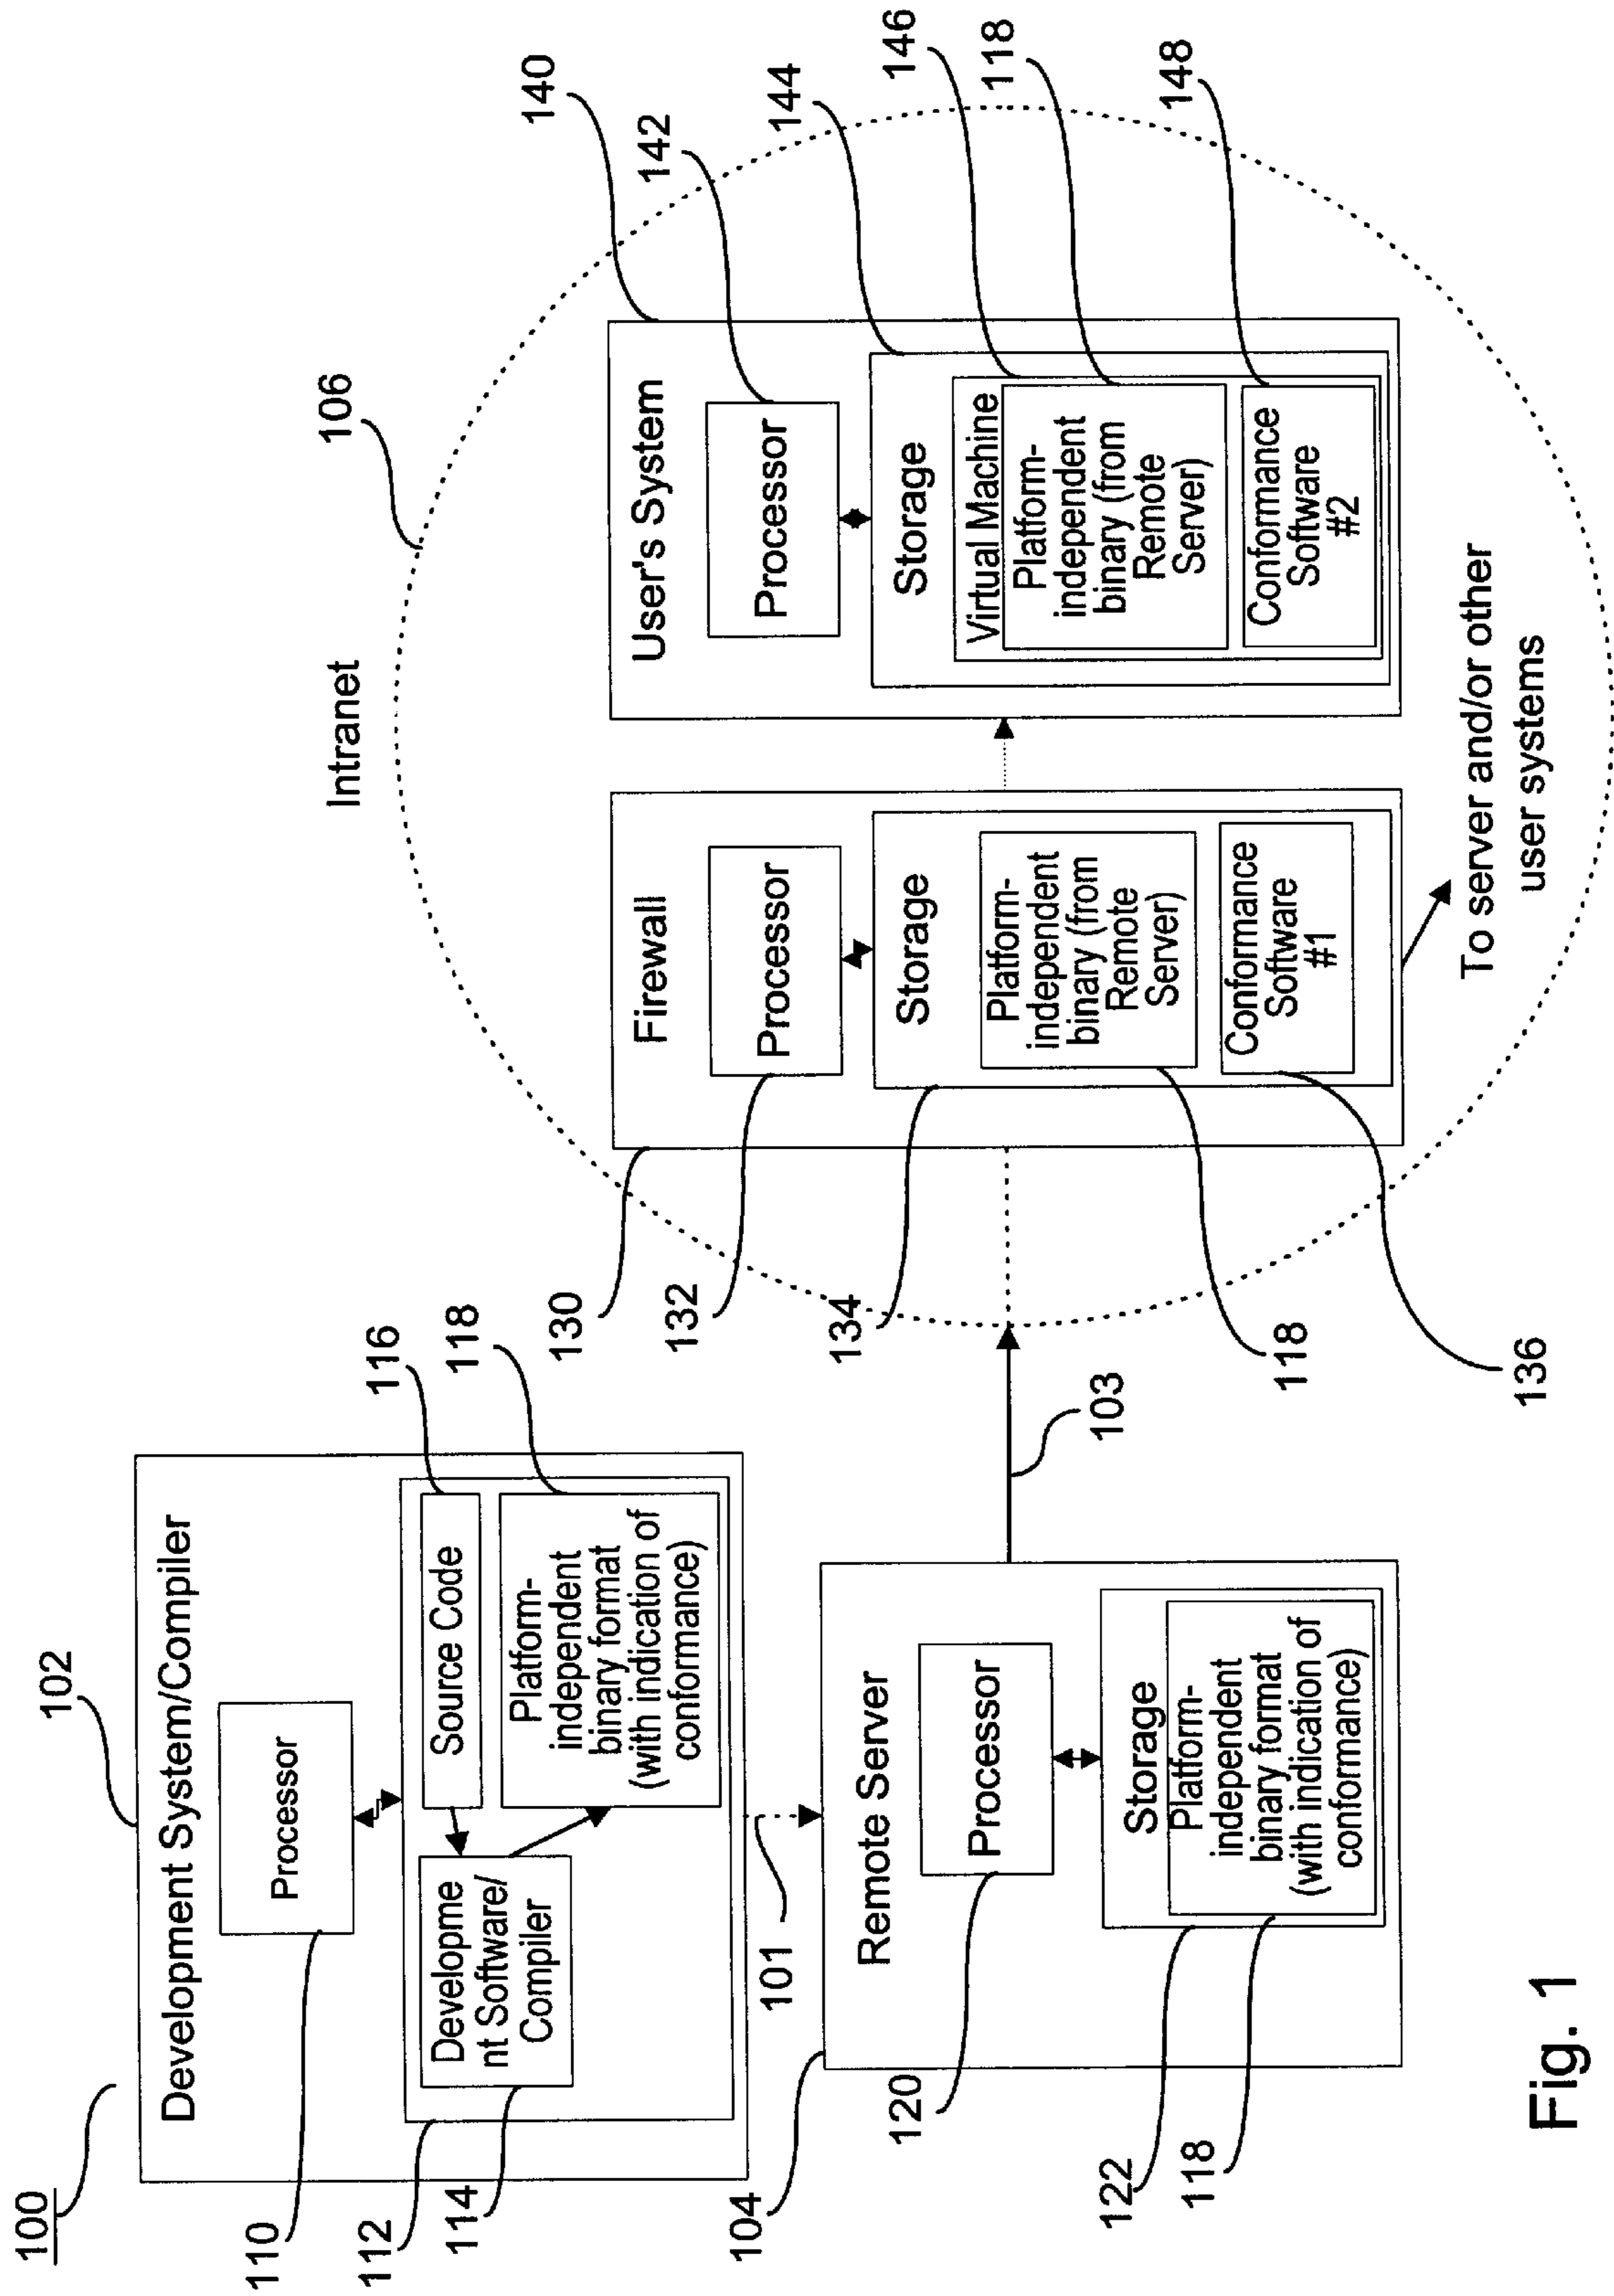 100
102
Development System/Compiler
110
Processor
112
114
Developme
nt Software/
Compiler
Source Code
116
Platform-
independent
binary format
(with indication of
conformance)
118
101
104
Remote Server
120
Processor
122
Storage
Platform-
independent
binary format
(with indication of
conformance)
118
103
Intranet
106
130
Firewall
132
Processor
134
Storage
Platform-
independent
binary (from
Remote
Server)
118
Conformance
Software
#1
136
140
User's System
142
Processor
144
Storage
146
Virtual Machine
Platform-
independent
binary (from
Remote
Server)
118
Conformance
Software
#2
148
To server and/or other
user systems
Fig. 1